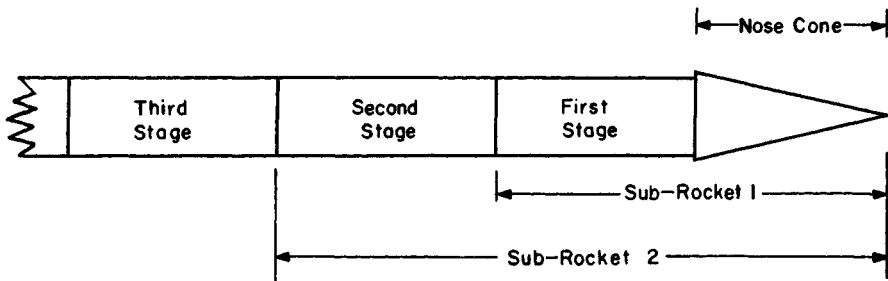 Nose Cone
Third
Stage
Second
Stage
First
Stage
Sub-Rocket 1
Sub-Rocket 2